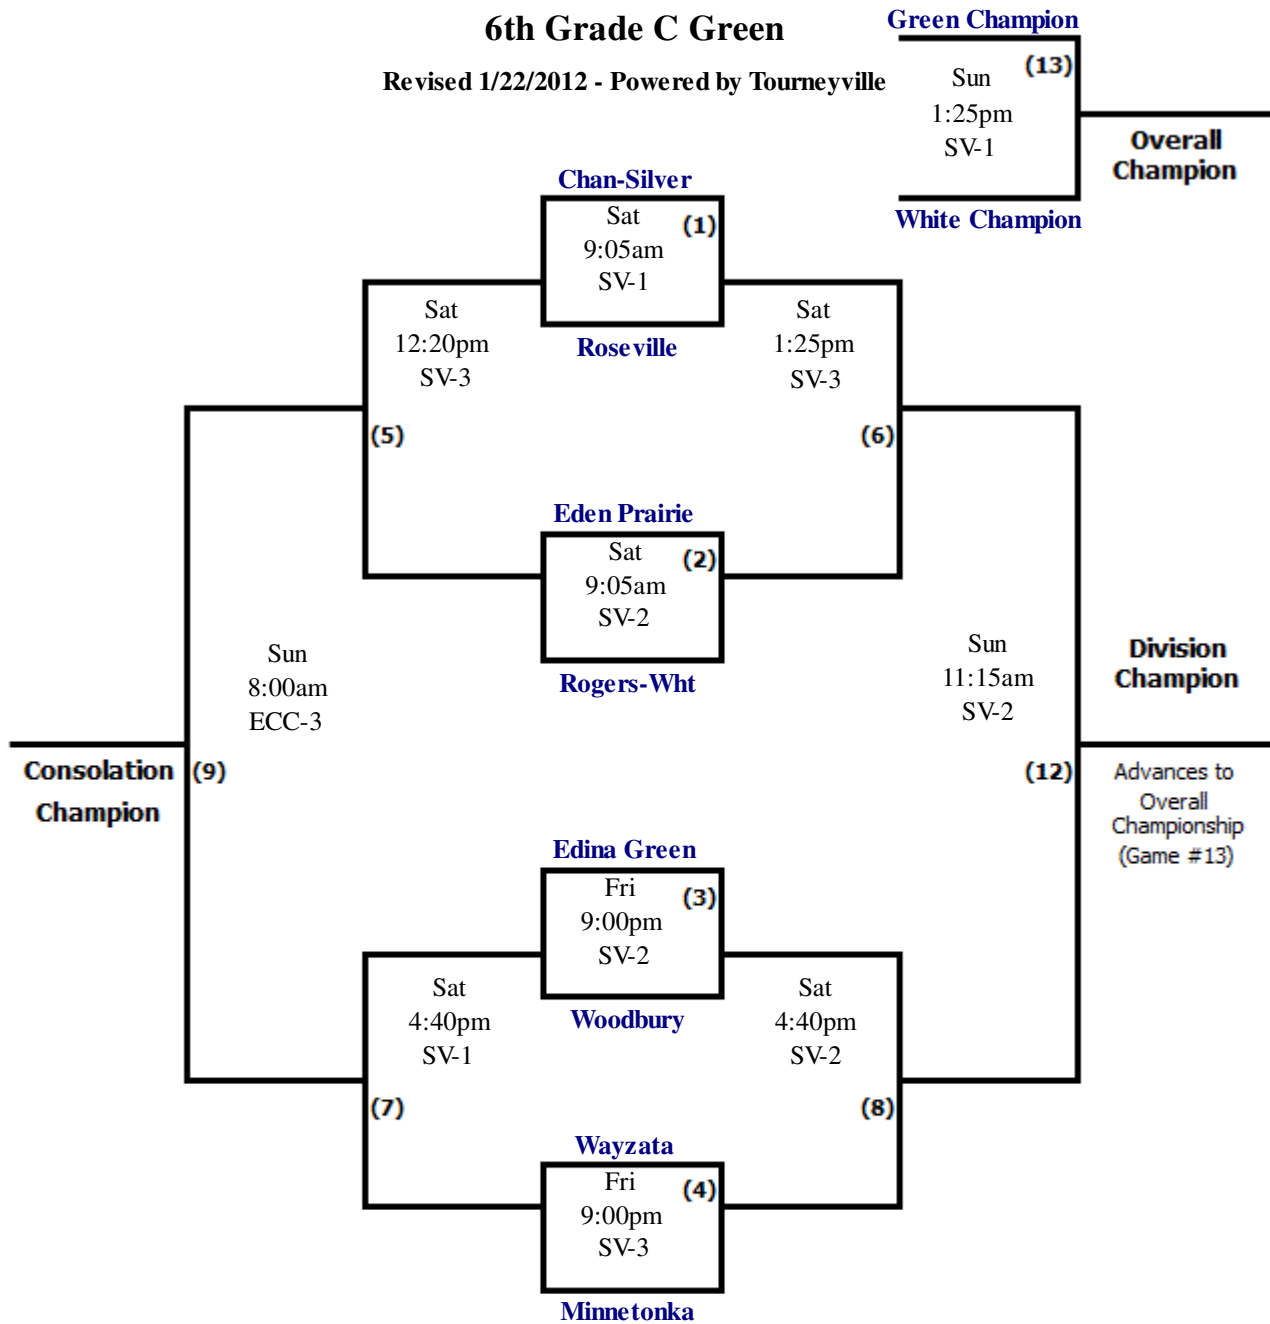 6th Grade C Green
Revised 1/22/2012 - Powered by Tourneyville
Green Champion
(13)
Sun
1:25pm
SV-1
Overall
Champion
White Champion
Chan-Silver
Sat
(1)
9:05am
SV-1
Roseville
Sat
12:20pm
SV-3
(5)
Sat
1:25pm
SV-3
(6)
Eden Prairie
Sat
(2)
9:05am
SV-2
Rogers-Wht
Sun
8:00am
ECC-3
Consolation
Champion
(9)
Sun
11:15am
SV-2
(12)
Division
Champion
Advances to
Overall
Championship
(Game #13)
Edina Green
Fri
(3)
9:00pm
SV-2
Woodbury
Sat
4:40pm
SV-1
(7)
Sat
4:40pm
SV-2
(8)
Wayzata
Fri
(4)
9:00pm
SV-3
Minnetonka